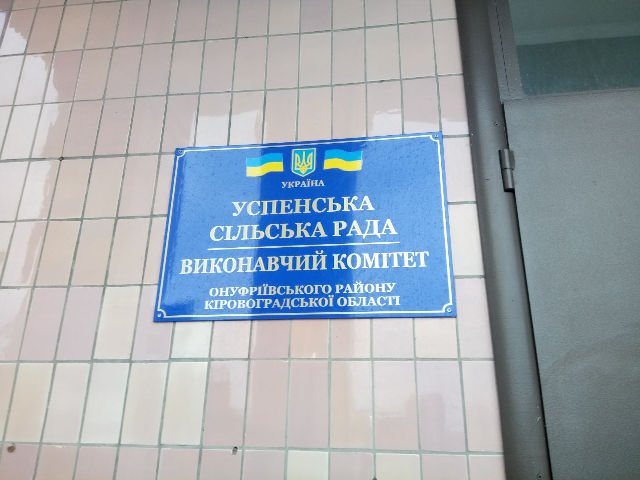 УКРАЇНА
УСПЕНСЬКА
СІЛЬСЬКА РАДА
ВИКОНАВЧИЙ КОМІТЕТ
ОНУФРІЇВСЬКОГО РАЙОНУ
КІРОВОГРАДСЬКОЇ ОБЛАСТІ